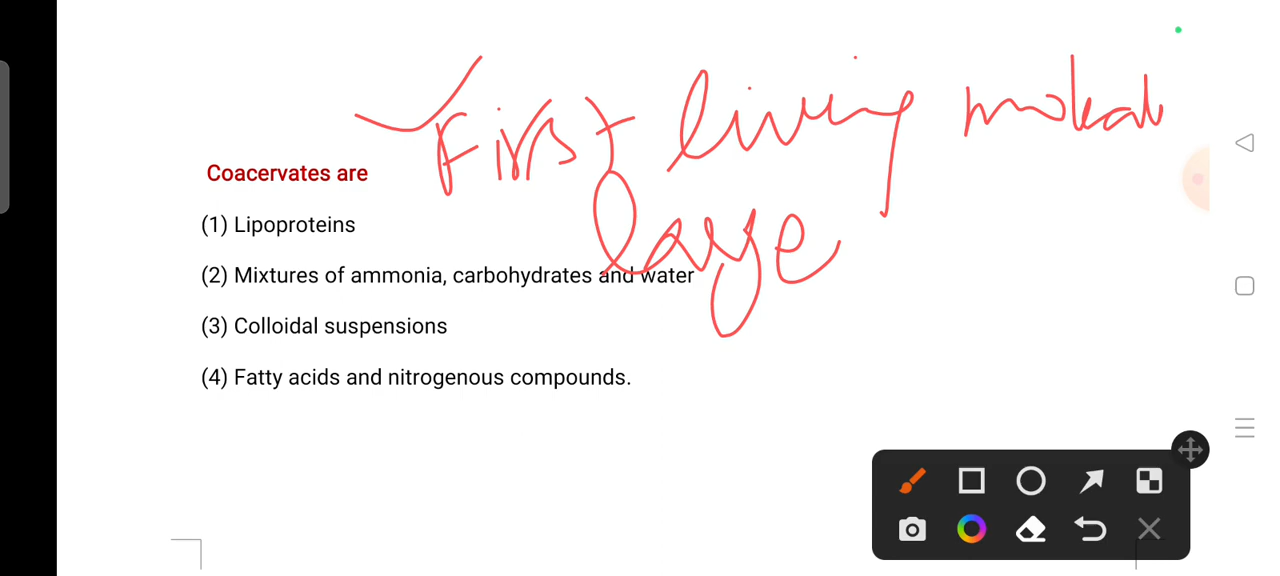 First living
large
Coacervates are
(1) Lipoproteins
(2) Mixtures of ammonia, carbohydrates and water
(3) Colloidal suspensions
(4) Fatty acids and nitrogenous compounds.